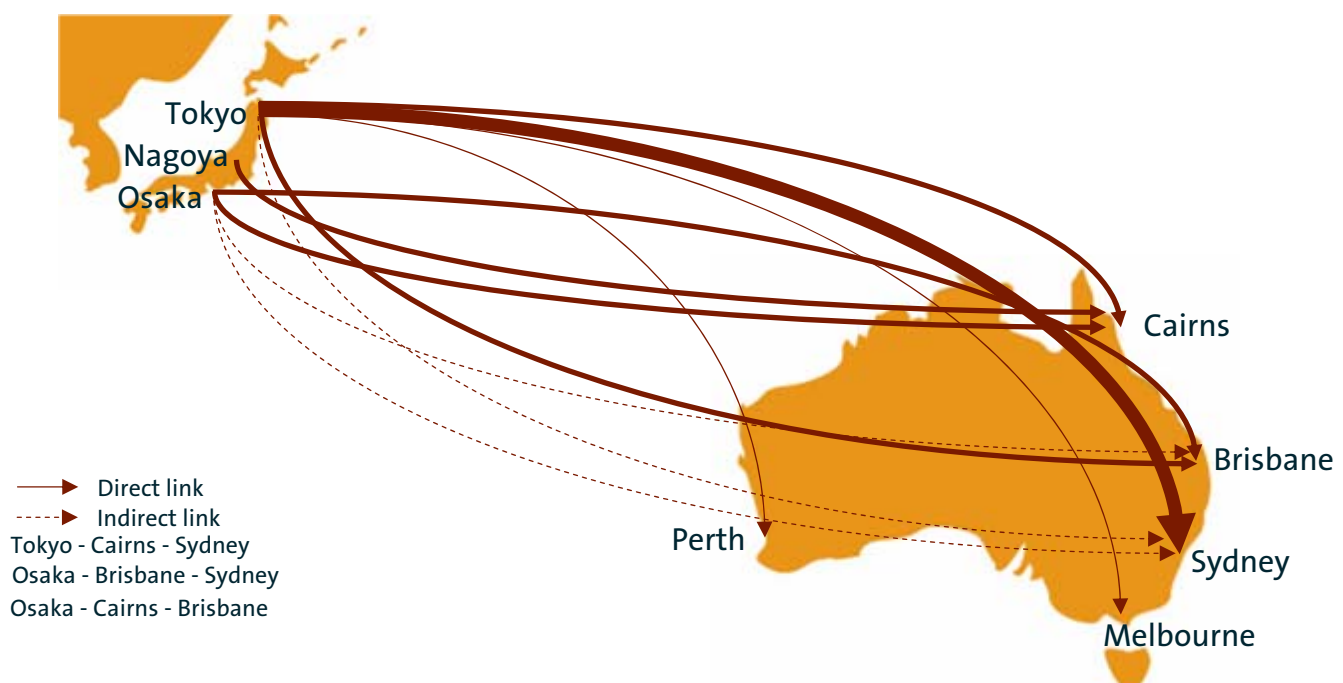 Tokyo
Nagoya
Osaka
Cairns
Brisbane
Perth
Sydney
Melbourne
Direct link
Indirect link
Tokyo - Cairns - Sydney
Osaka - Brisbane - Sydney
Osaka - Cairns - Brisbane